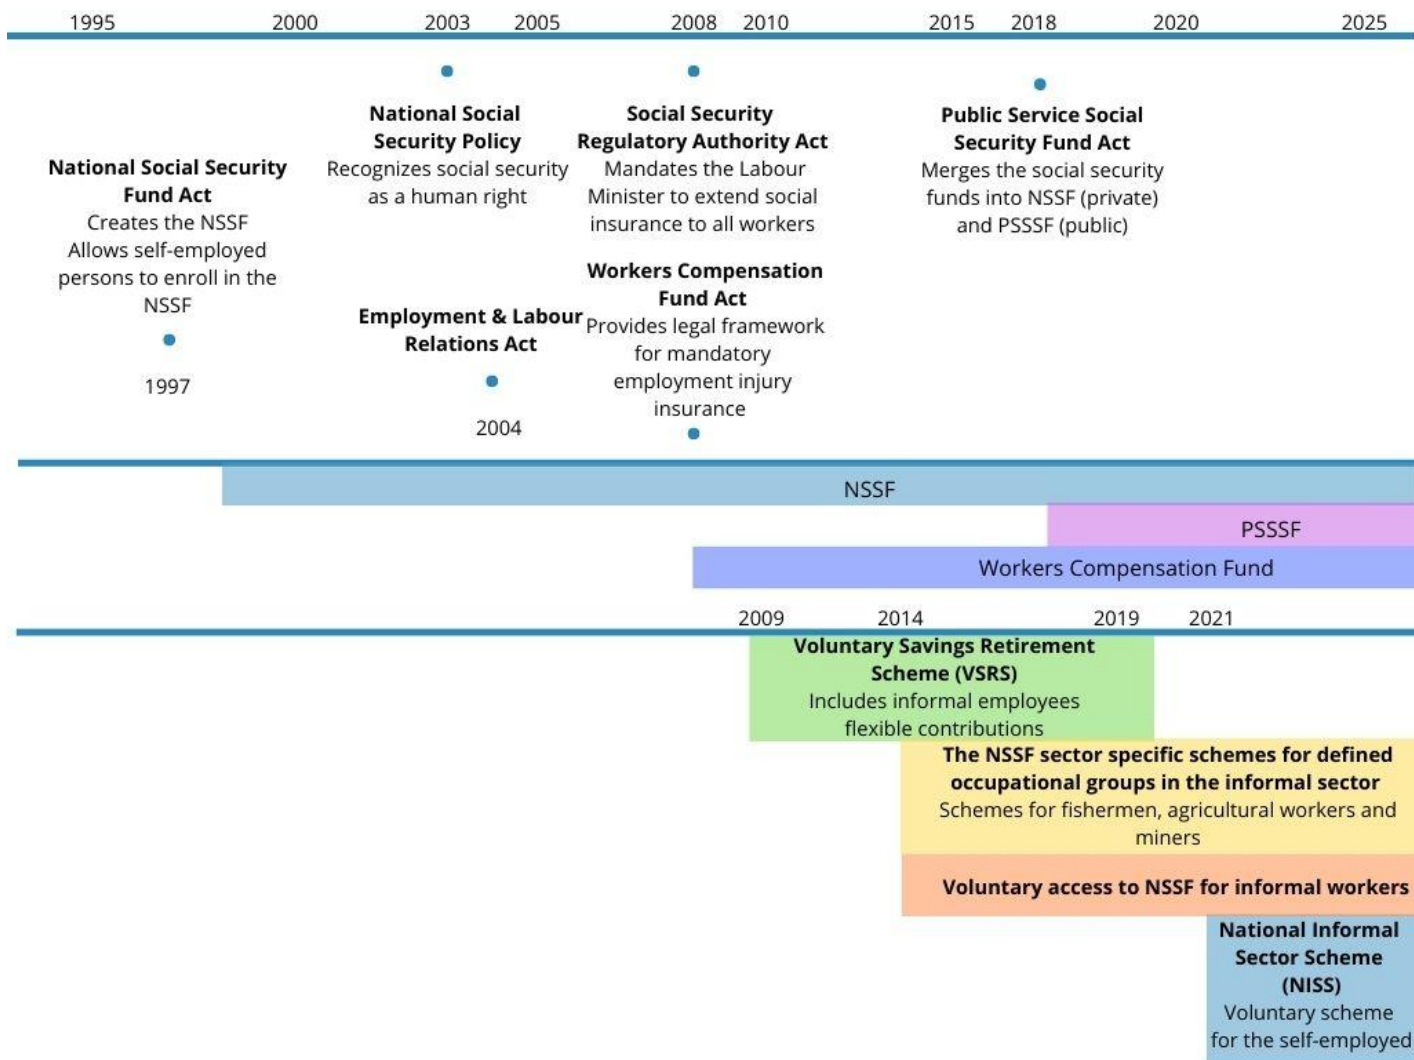 1995 2000 2003 2005 2008 2010 2015 2018 2020 2025
National Social Security
Fund Act
Creates the NSSF
Allows self-employed
persons to enroll in the
NSSF
1997
National Social
Security Policy
Recognizes social security
as a human right
Employment & Labour
Relations Act
2004
Social Security
Regulatory Authority Act
Mandates the Labour
Minister to extend social
insurance to all workers
Workers Compensation
Fund Act
Provides legal framework
for mandatory
employment injury
insurance
Public Service Social
Security Fund Act
Merges the social security
funds into NSSF (private)
and PSSSF (public)
NSSF
PSSSF
Workers Compensation Fund
2009 2014 2019 2021
Voluntary Savings Retirement
Scheme (VSRS)
Includes informal employees
flexible contributions
The NSSF sector specific schemes for defined
occupational groups in the informal sector
Schemes for fishermen, agricultural workers and
miners
Voluntary access to NSSF for informal workers
National Informal
Sector Scheme
(NISS)
Voluntary scheme
for the self-employed